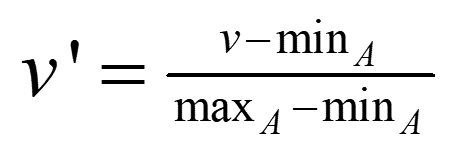 v' = (v − min_A) / (max_A − min_A)